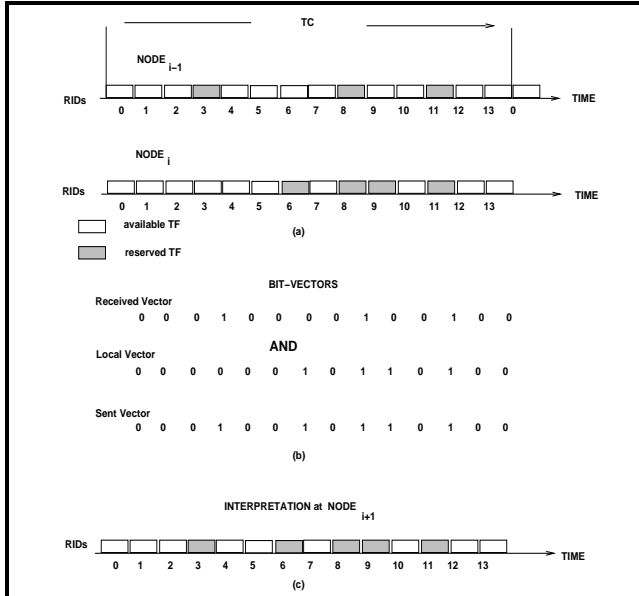 TC
NODE i−1
RIDs TIME
0 1 2 3 4 5 6 7 8 9 10 11 12 13 0
NODE i
RIDs TIME
0 1 2 3 4 5 6 7 8 9 10 11 12 13
available TF
(a)
reserved TF
BIT−VECTORS
Received Vector
0 0 0 1 0 0 0 0 1 0 0 1 0 0
AND
Local Vector
0 0 0 0 0 0 1 0 1 1 0 1 0 0
Sent Vector
0 0 0 1 0 0 1 0 1 1 0 1 0 0
(b)
INTERPRETATION at NODE i+1
RIDs TIME
0 1 2 3 4 5 6 7 8 9 10 11 12 13
(c)